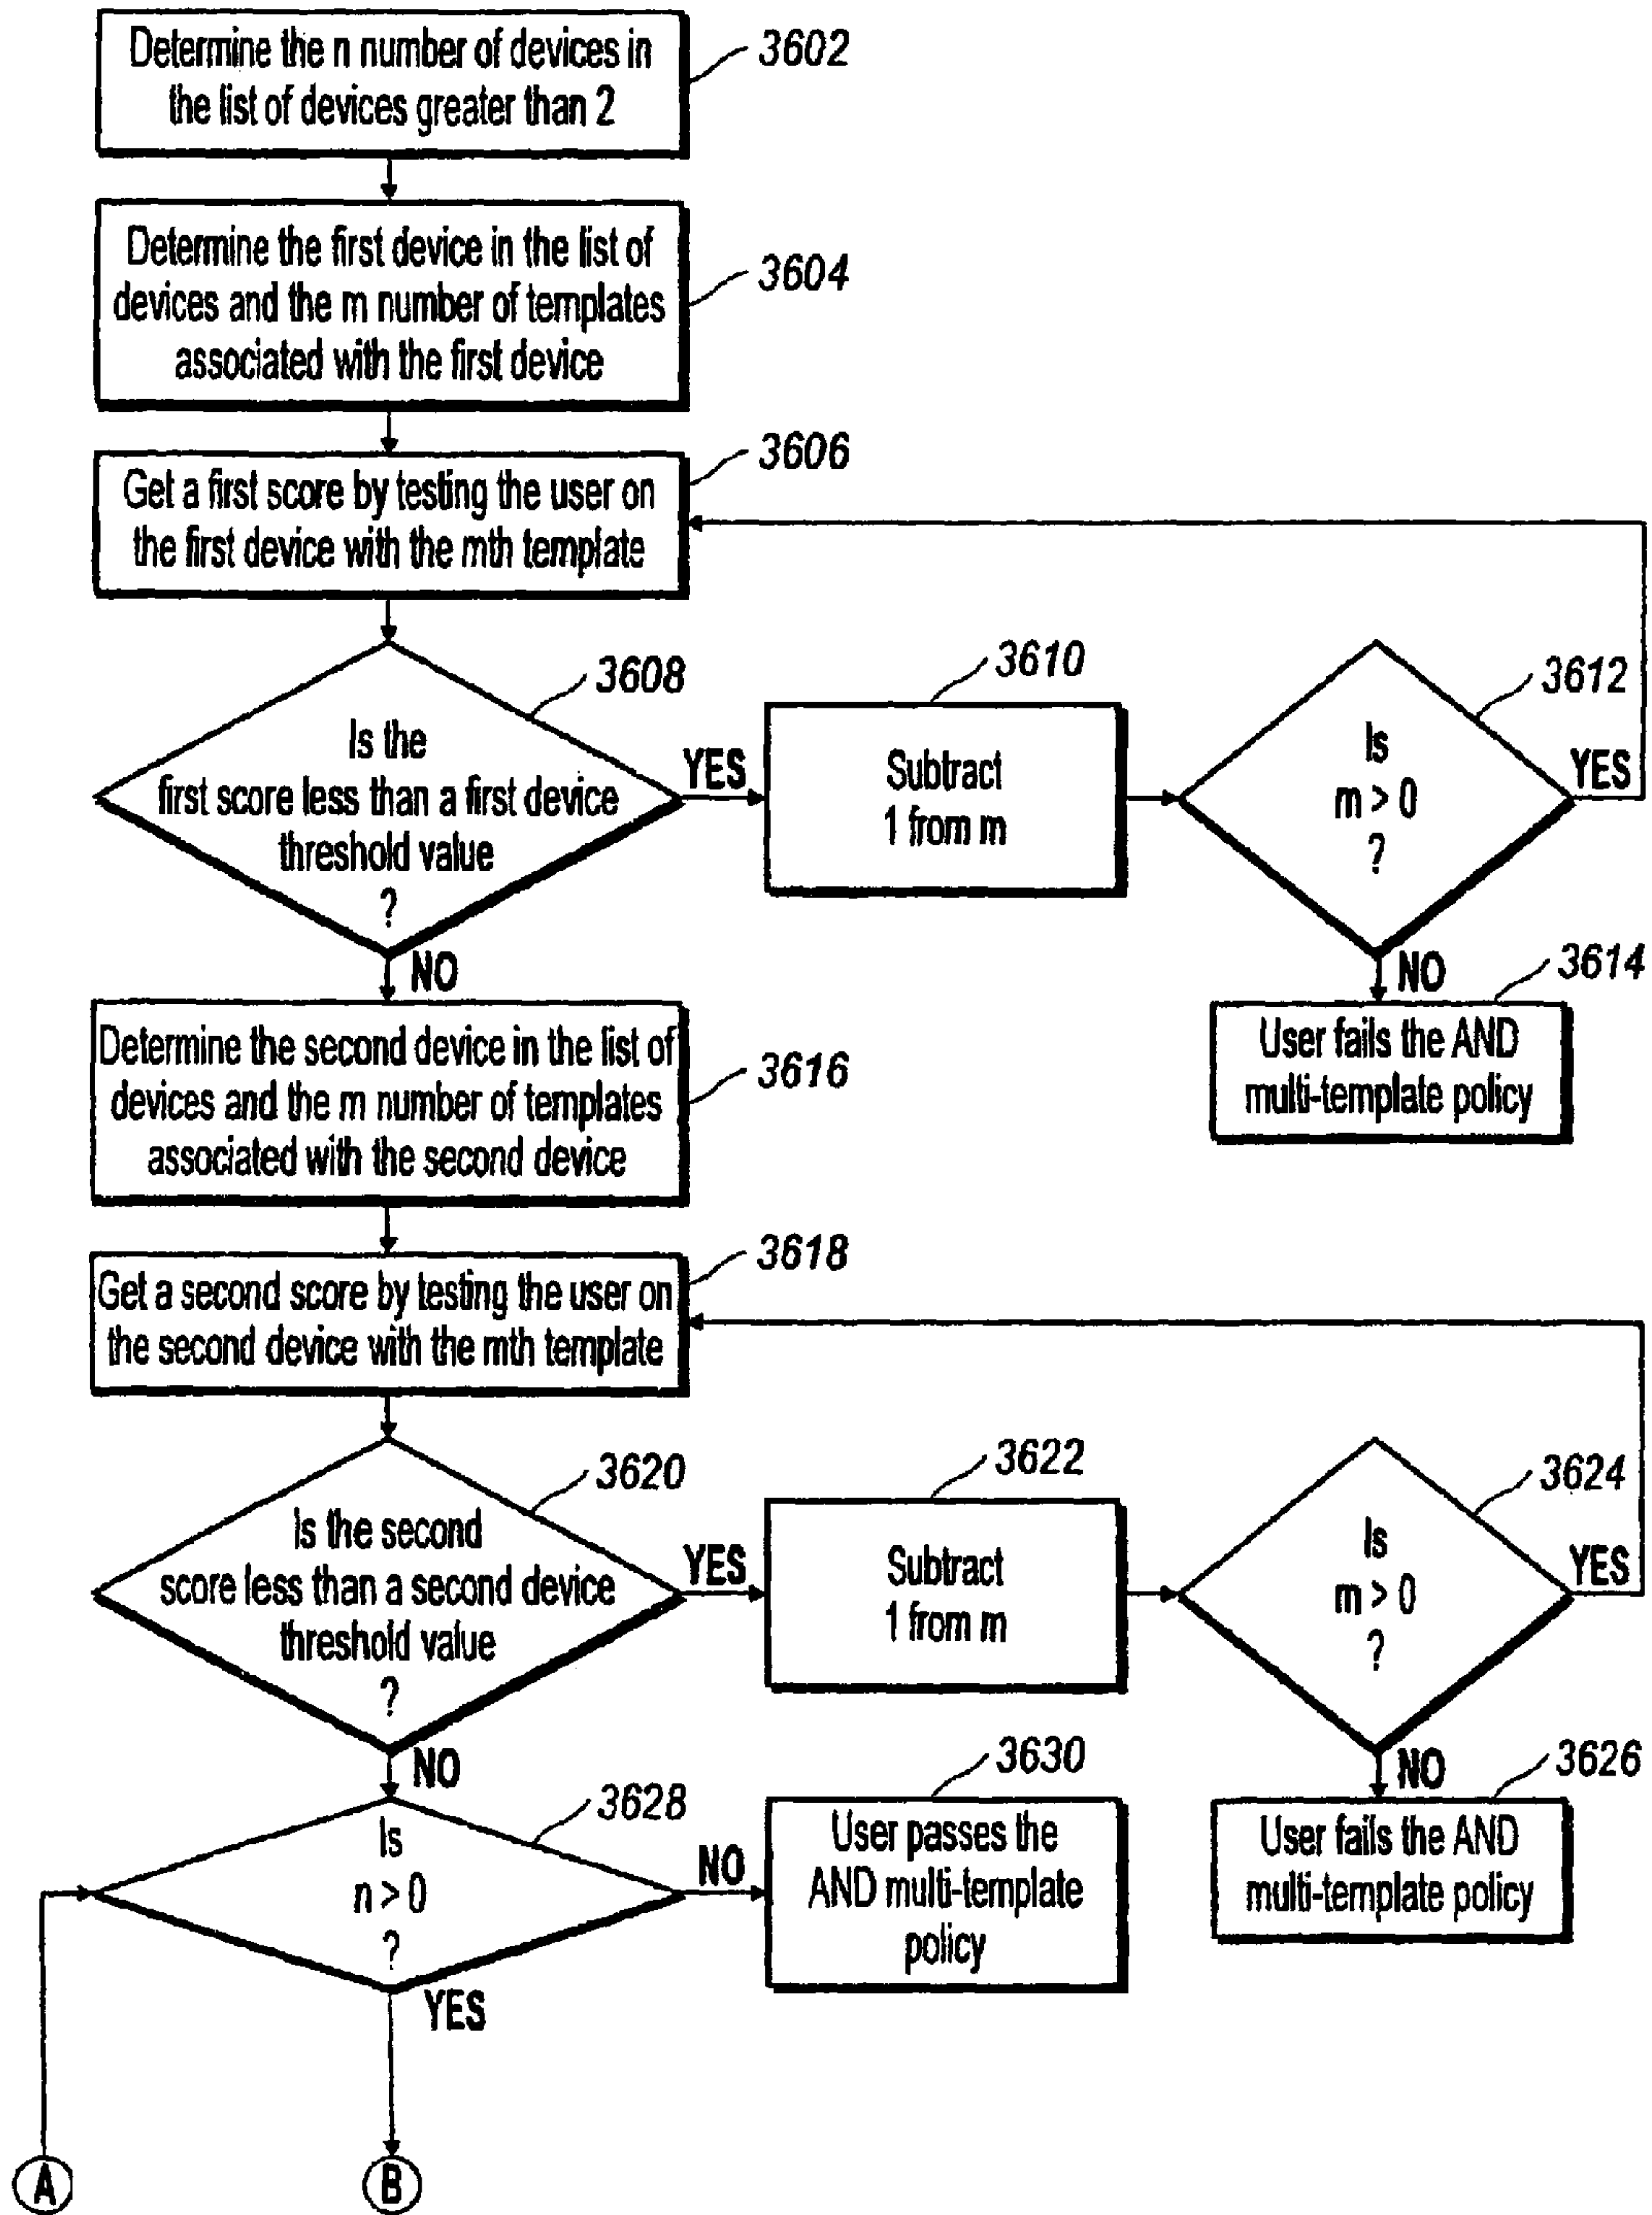 Determine the n number of devices in
the list of devices greater than 2
3602
Determine the first device in the list of
devices and the m number of templates
associated with the first device
3604
Get a first score by testing the user on
the first device with the mth template
3606
Is the
first score less than a first device
threshold value
?
3608
YES
NO
Subtract
1 from m
3610
Is
m > 0
?
3612
YES
NO
User fails the AND
multi-template policy
3614
Determine the second device in the list of
devices and the m number of templates
associated with the second device
3616
Get a second score by testing the user on
the second device with the mth template
3618
Is the second
score less than a second device
threshold value
?
3620
YES
NO
Subtract
1 from m
3622
Is
m > 0
?
3624
YES
NO
User fails the AND
multi-template policy
3626
Is
n > 0
?
3628
NO
YES
User passes the
AND multi-template
policy
3630
A
B